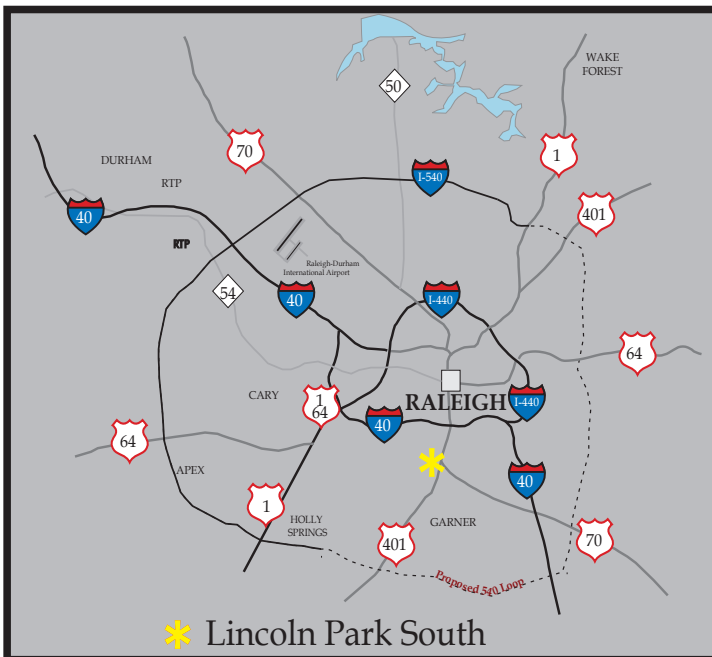 WAKE
FOREST
50
70
1
DURHAM
I-540
RTP
401
40
RTP
Raleigh-Durham
International Airport
54
40
I-440
64
CARY
1
64
RALEIGH
I-440
40
64
APEX
40
1
HOLLY
SPRINGS
GARNER
401
70
Proposed 540 Loop
Lincoln Park South